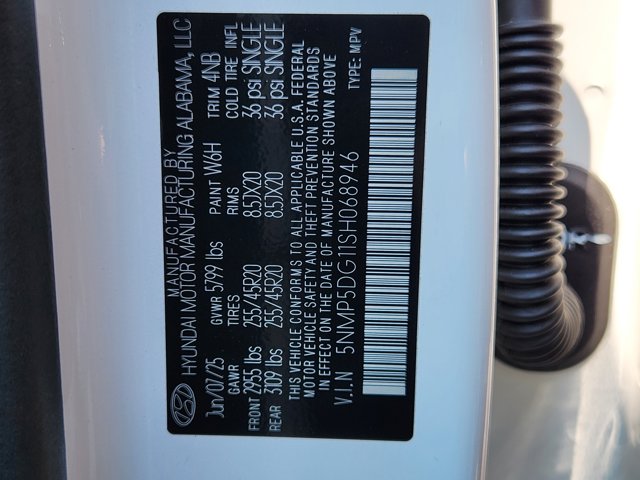 MANUFACTURED BY
HYUNDAI MOTOR MANUFACTURING ALABAMA, LLC
Jun/07/25 GVWR 5799 lbs PAINT W6H TRIM 4NB
GAWR TIRES RIMS COLD TIRE INFL
FRONT 2955 lbs 255/45R20 8.5JX20 36 psi SINGLE
REAR 3109 lbs 255/45R20 8.5JX20 36 psi SINGLE
THIS VEHICLE CONFORMS TO ALL APPLICABLE U.S.A. FEDERAL
MOTOR VEHICLE SAFETY AND THEFT PREVENTION STANDARDS
IN EFFECT ON THE DATE OF MANUFACTURE SHOWN ABOVE
V.I.N 5NMP5DG11SH068946 TYPE: MPV